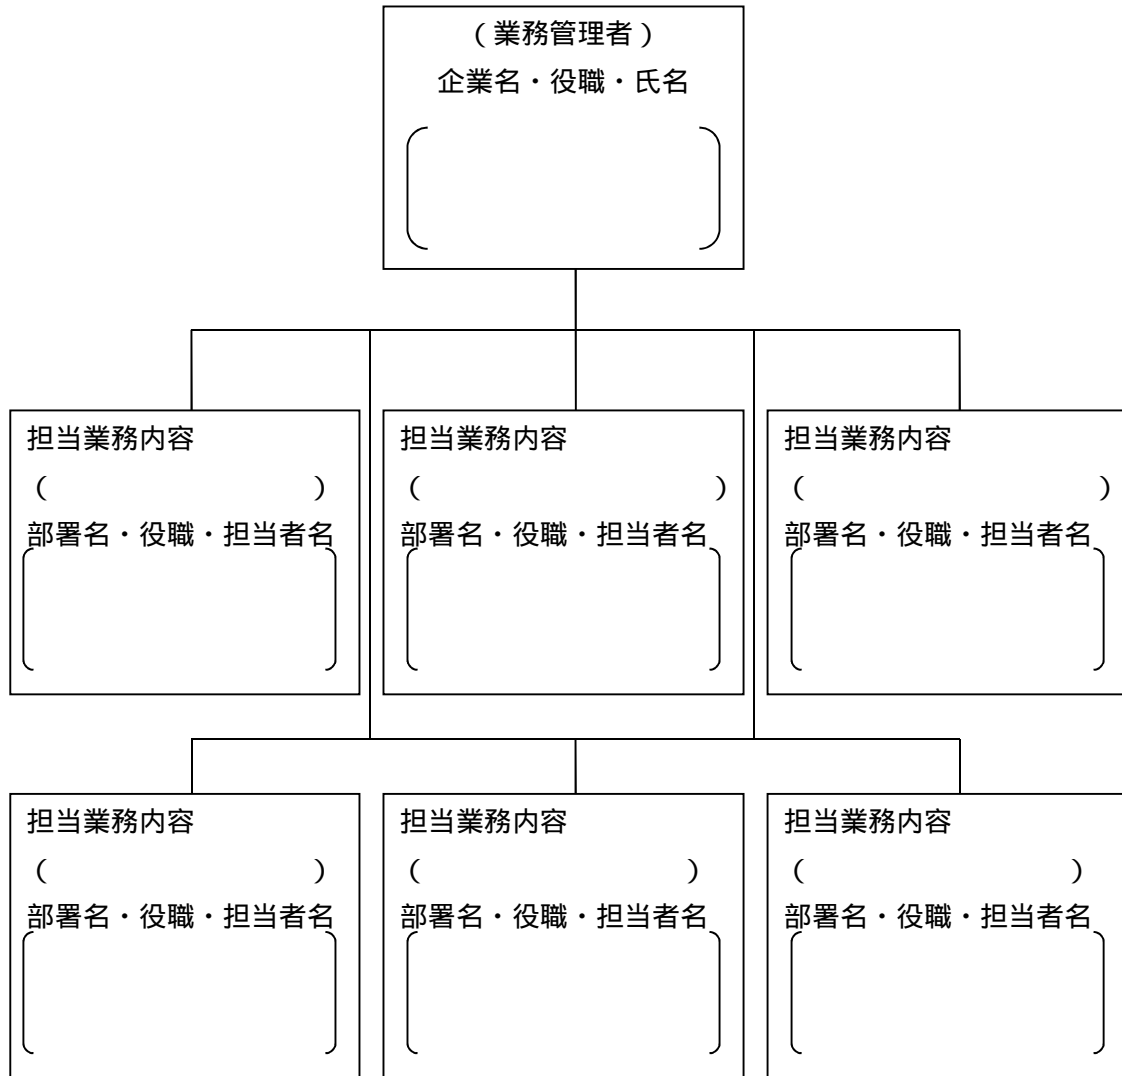 （業務管理者）
企業名・役職・氏名
担当業務内容
（　　　　　　　　　）
部署名・役職・担当者名
担当業務内容
（　　　　　　　　　　）
部署名・役職・担当者名
担当業務内容
（　　　　　　　　　　）
部署名・役職・担当者名
担当業務内容
（　　　　　　　　　）
部署名・役職・担当者名
担当業務内容
（　　　　　　　　　）
部署名・役職・担当者名
担当業務内容
（　　　　　　　　　）
部署名・役職・担当者名